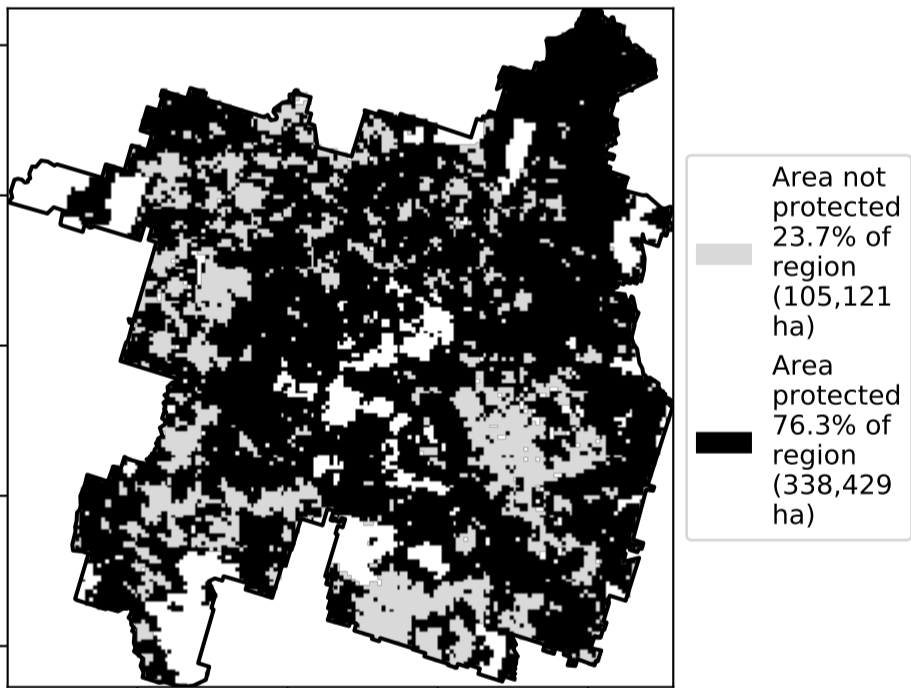 Area not
protected
23.7% of
region
(105,121
ha)
Area
protected
76.3% of
region
(338,429
ha)